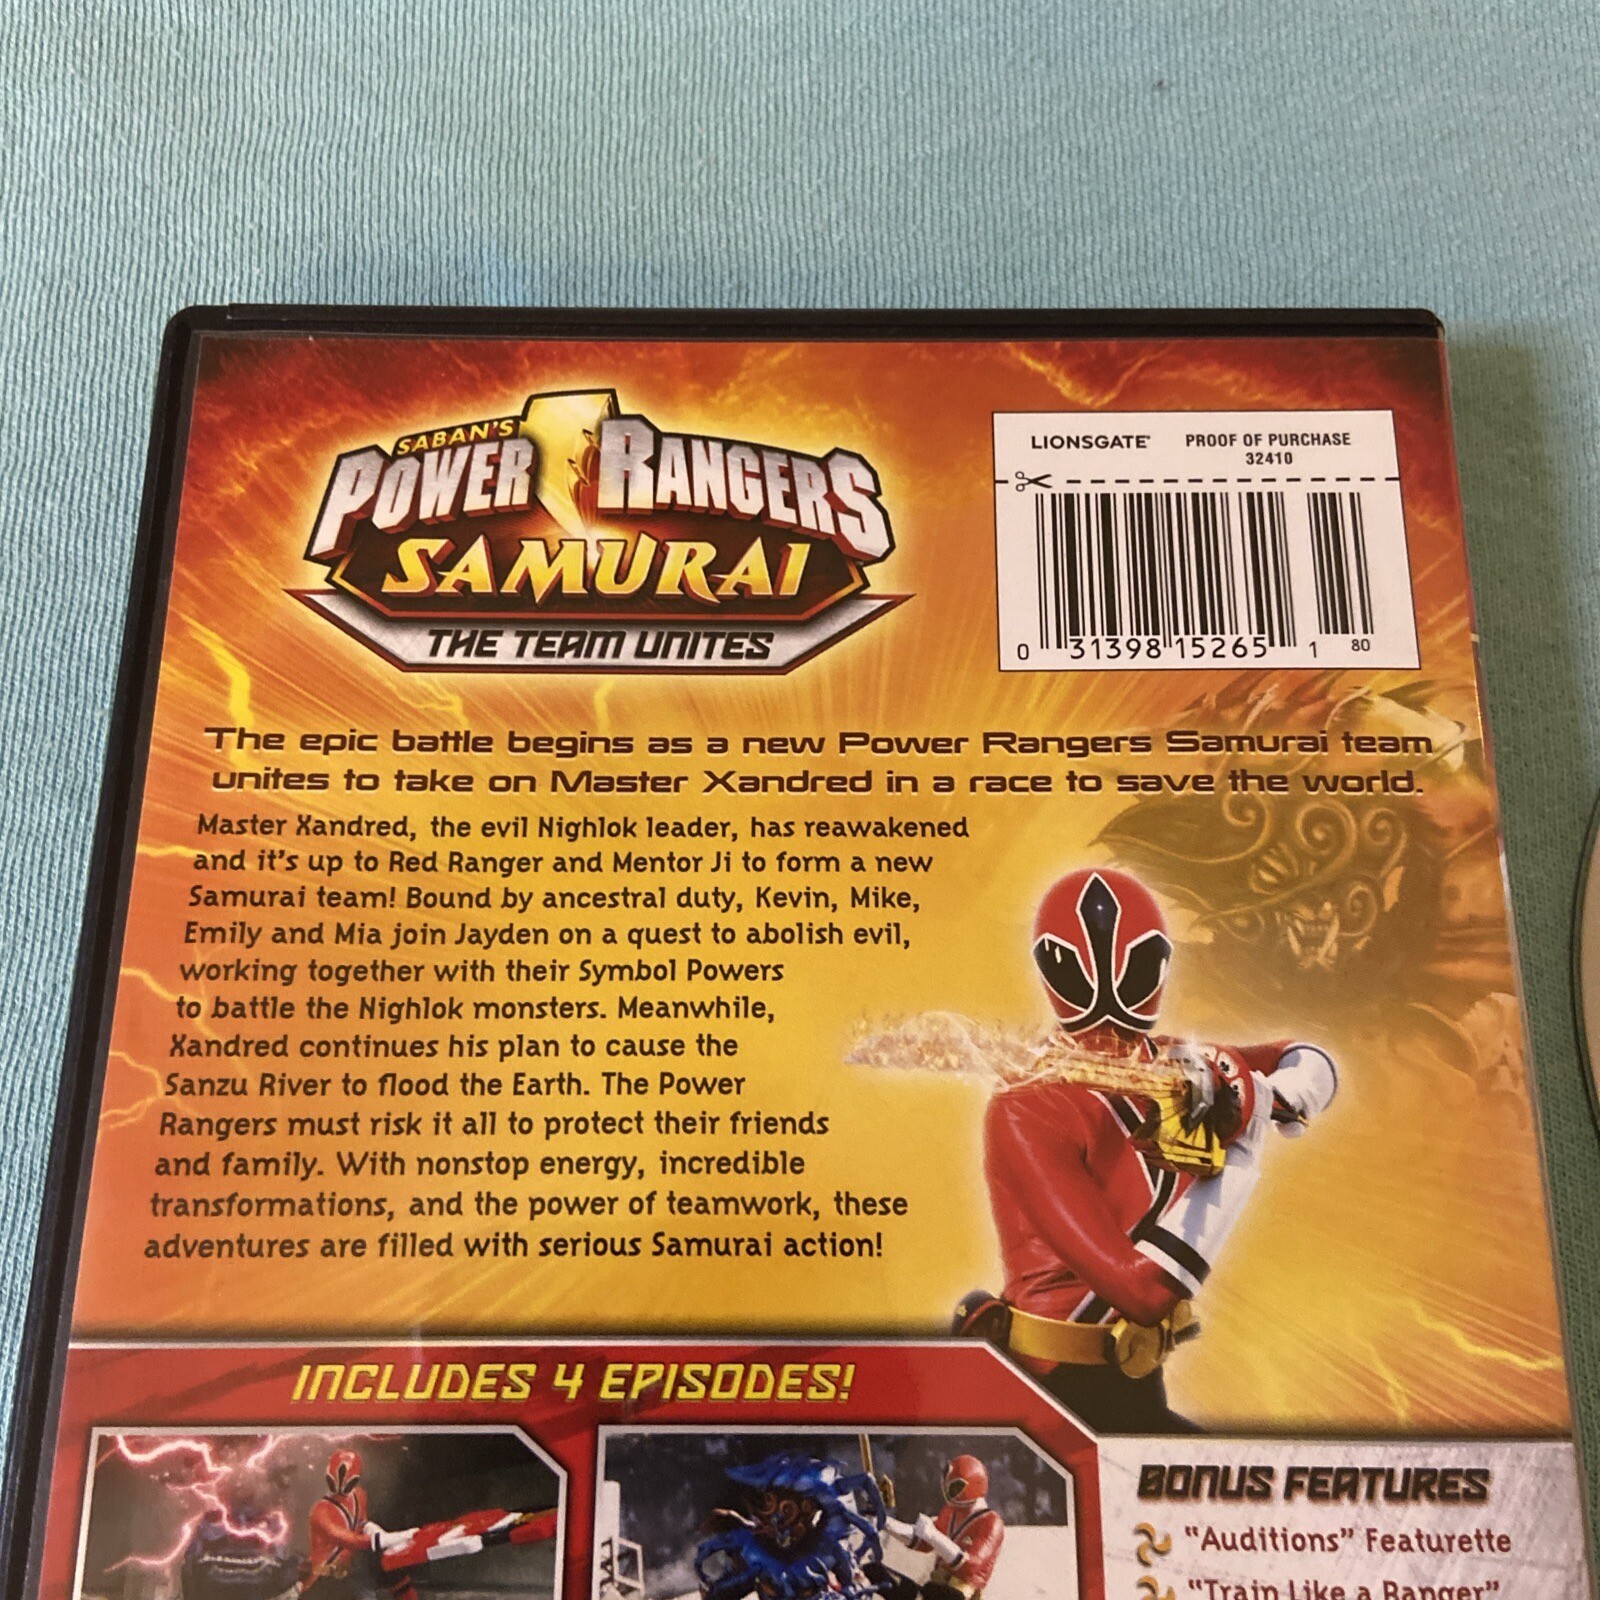 SABAN'S
POWER RANGERS
SAMURAI
THE TEAM UNITES
LIONSGATE® PROOF OF PURCHASE
32410
0 31398 15265 1 80
The epic battle begins as a new Power Rangers Samurai team
unites to take on Master Xandred in a race to save the world.
Master Xandred, the evil Nighlok leader, has reawakened
and it's up to Red Ranger and Mentor Ji to form a new
Samurai team! Bound by ancestral duty, Kevin, Mike,
Emily and Mia join Jayden on a quest to abolish evil,
working together with their Symbol Powers
to battle the Nighlok monsters. Meanwhile,
Xandred continues his plan to cause the
Sanzu River to flood the Earth. The Power
Rangers must risk it all to protect their friends
and family. With nonstop energy, incredible
transformations, and the power of teamwork, these
adventures are filled with serious Samurai action!
INCLUDES 4 EPISODES!
BONUS FEATURES
"Auditions" Featurette
"Train Like a Ranger"